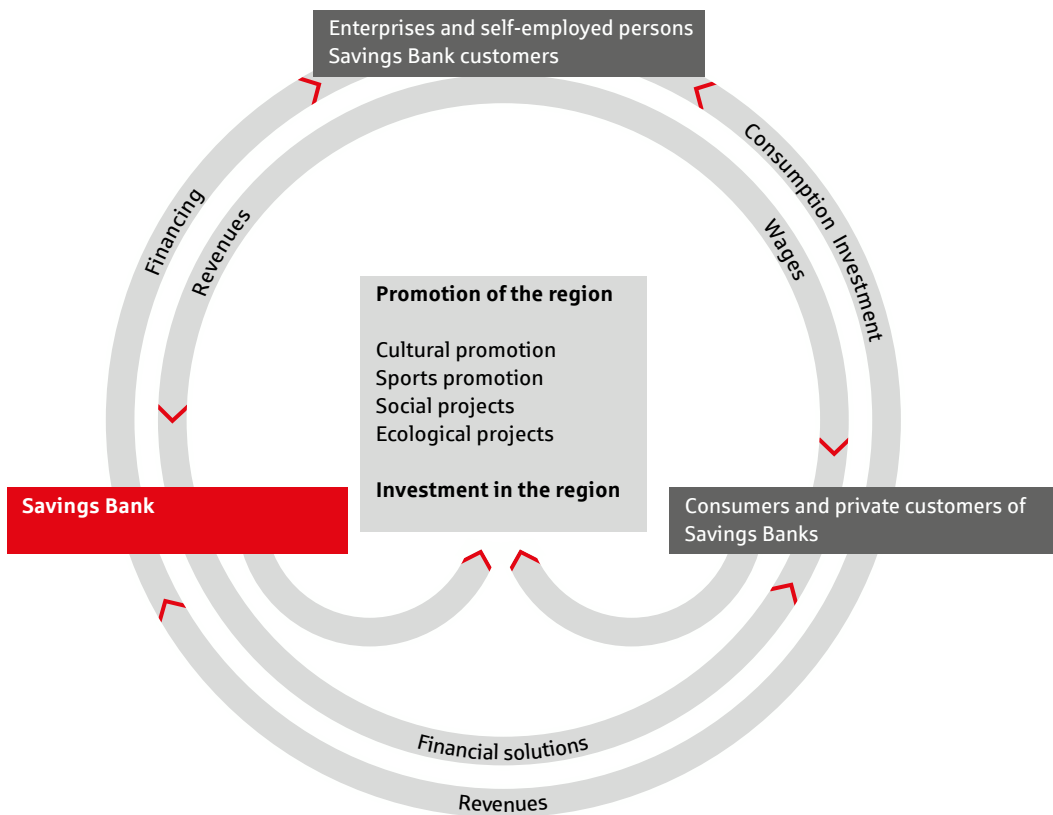 Enterprises and self-employed persons
Savings Bank customers
Financing
Revenues
Wages
Consumption Investment
Promotion of the region
Cultural promotion
Sports promotion
Social projects
Ecological projects
Investment in the region
Savings Bank
Consumers and private customers of
Savings Banks
Financial solutions
Revenues